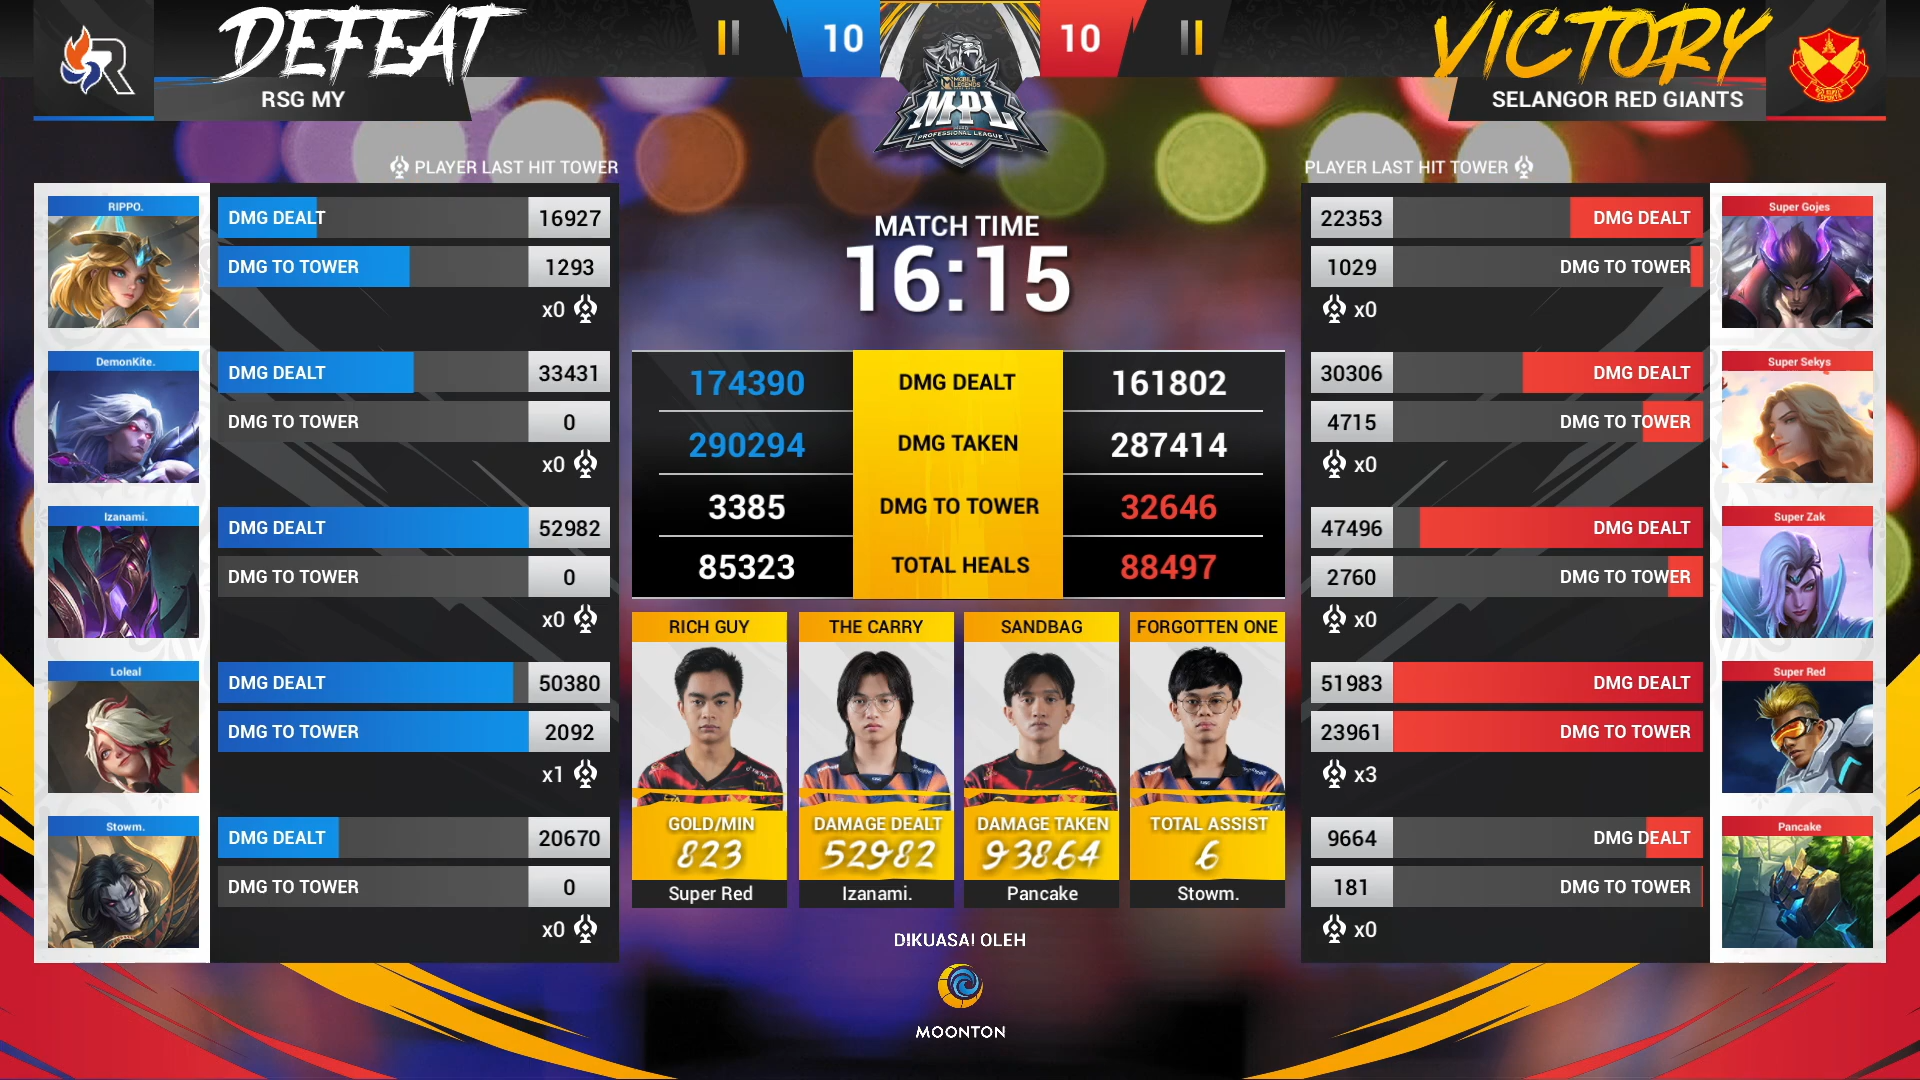 DEFEAT
RSG MY
10
10
VICTORY
SELANGOR RED GIANTS
MOBILE LEGENDS
MPL
PROFESSIONAL LEAGUE
MALAYSIA
PLAYER LAST HIT TOWER
PLAYER LAST HIT TOWER
MATCH TIME
16:15
RIPPO.
DMG DEALT 16927
DMG TO TOWER 1293
x0
DemonKite.
DMG DEALT 33431
DMG TO TOWER 0
x0
Izanami.
DMG DEALT 52982
DMG TO TOWER 0
x0
Loleal
DMG DEALT 50380
DMG TO TOWER 2092
x1
Stowm.
DMG DEALT 20670
DMG TO TOWER 0
x0
174390 DMG DEALT 161802
290294 DMG TAKEN 287414
3385 DMG TO TOWER 32646
85323 TOTAL HEALS 88497
RICH GUY
GOLD/MIN
823
Super Red
THE CARRY
DAMAGE DEALT
52982
Izanami.
SANDBAG
DAMAGE TAKEN
93864
Pancake
FORGOTTEN ONE
TOTAL ASSIST
6
Stowm.
DIKUASAI OLEH
MOONTON
Super Gojes
22353 DMG DEALT
1029 DMG TO TOWER
x0
Super Sekys
30306 DMG DEALT
4715 DMG TO TOWER
x0
Super Zak
47496 DMG DEALT
2760 DMG TO TOWER
x0
Super Red
51983 DMG DEALT
23961 DMG TO TOWER
x3
Pancake
9664 DMG DEALT
181 DMG TO TOWER
x0